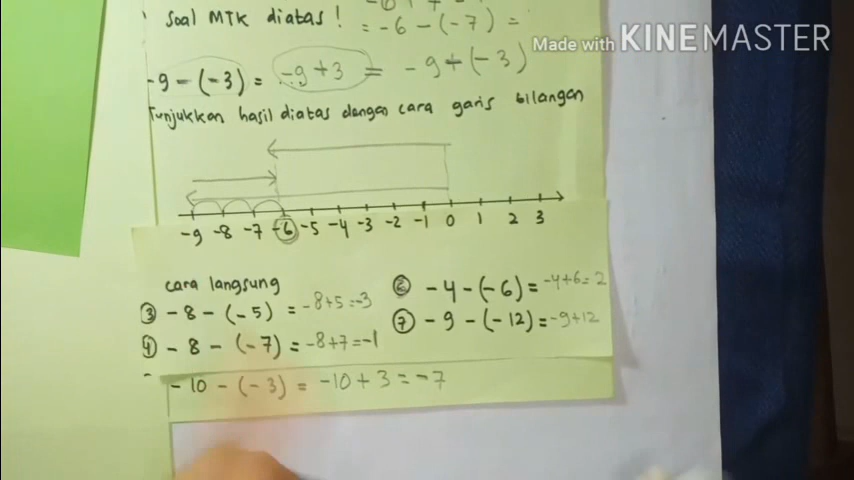 Soal MTK diatas !
= -6 - (-7) =
Made with KINEMASTER
-9 - (-3) = -9 + 3 = -9 + (-3)
Tunjukkan hasil diatas dengan cara garis bilangan
-9 -8 -7 -6 -5 -4 -3 -2 -1 0 1 2 3
cara langsung
③ -8 - (-5) = -8+5=-3
④ -8 - (-7) = -8+7=-1
-10 - (-3) = -10 + 3 = -7
⑥ -4 - (-6) = -4+6=2
⑦ -9 - (-12) = -9+12